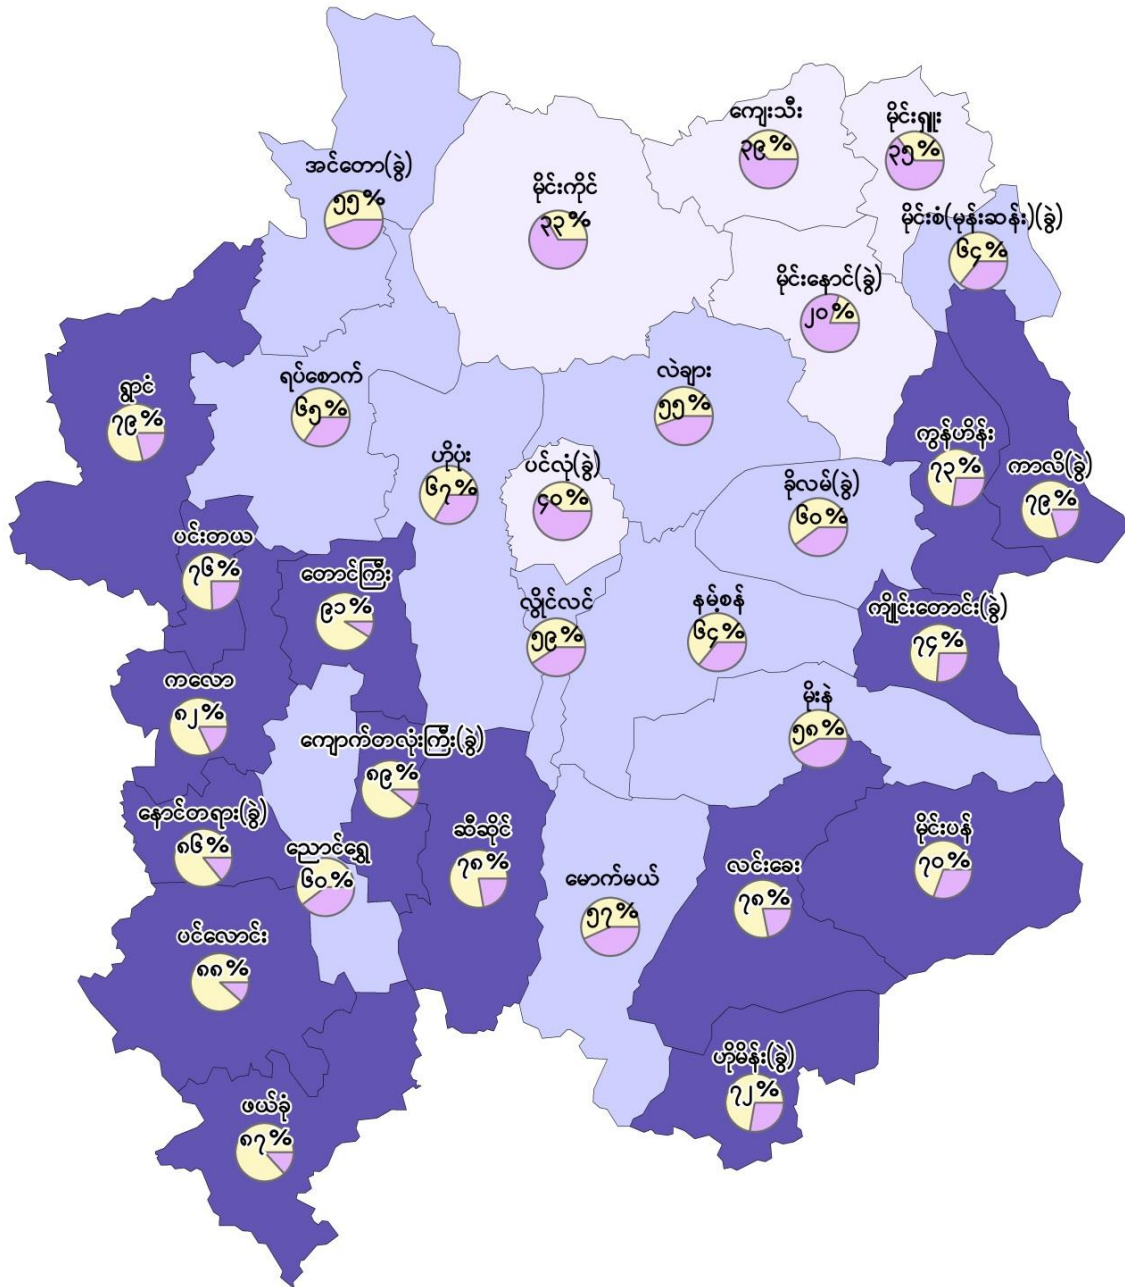 ကျေးသီး
၃၉%
မိုင်းရှူး
၃၅%
အင်တော(ခွဲ)
၅၅%
မိုင်းကိုင်
၃၃%
မိုင်းစံ(မုန်းဆန်း)(ခွဲ)
၆၄%
မိုင်းနောင်(ခွဲ)
၂၀%
ရွာငံ
၇၉%
ရပ်စောက်
၆၅%
လဲချား
၅၅%
ဟိုပုံး
၆၇%
ပင်လုံ(ခွဲ)
၄၀%
ခိုလမ်(ခွဲ)
၆၀%
ကွန်ဟိန်း
၇၃%
ကာလိ(ခွဲ)
၇၉%
ပင်းတယ
၇၆%
တောင်ကြီး
၉၁%
လွိုင်လင်
၅၉%
နမ့်စန်
၆၄%
ကျိုင်းတောင်း(ခွဲ)
၇၄%
ကလော
၈၂%
ကျောက်တလုံးကြီး(ခွဲ)
၈၉%
မိုးနဲ
၅၈%
နောင်တရား(ခွဲ)
၈၆%
ညောင်ရွှေ
၆၀%
ဆီဆိုင်
၇၈%
မောက်မယ်
၅၇%
လင်းခေး
၇၈%
မိုင်းပန်
၇၀%
ပင်လောင်း
၈၈%
ဖယ်ခုံ
၈၇%
ဟိုမိန်း(ခွဲ)
၇၂%